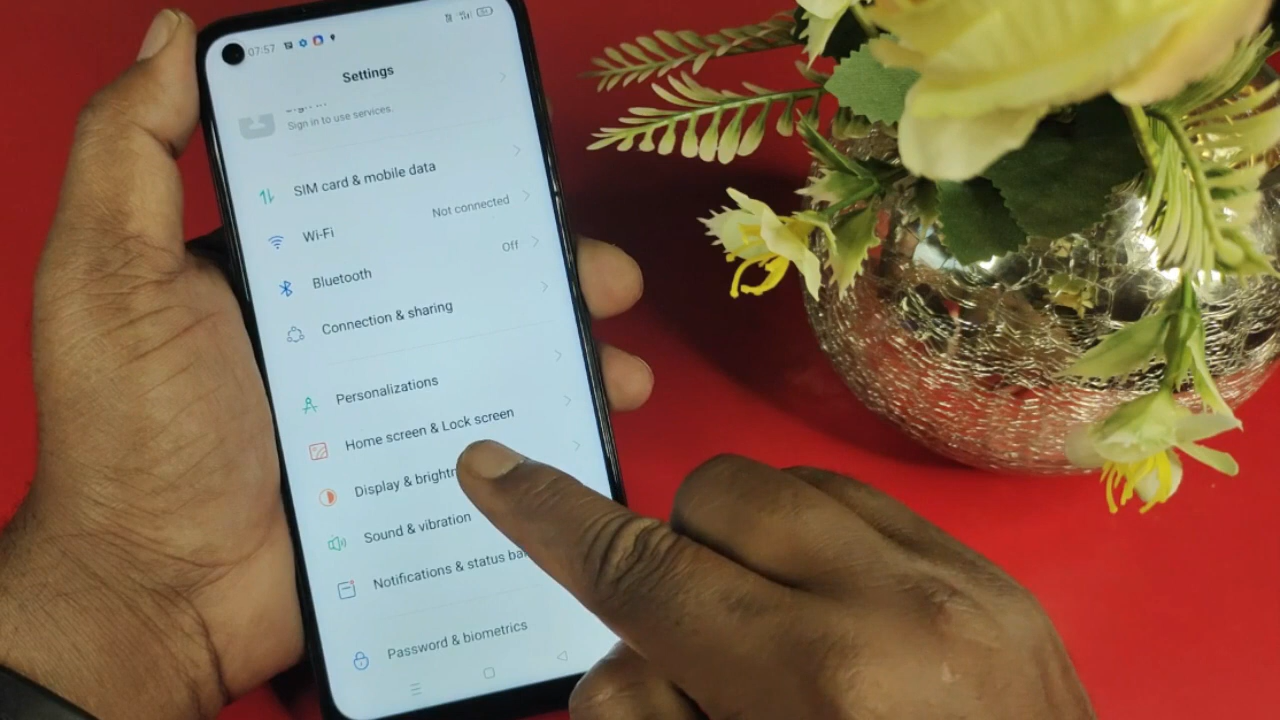 07:57
Settings
Sign in to use services.
SIM card & mobile data
Wi-Fi
Not connected
Bluetooth
Off
Connection & sharing
Personalizations
Home screen & Lock screen
Display & brightn
Sound & vibration
Notifications & status ba
Password & biometrics